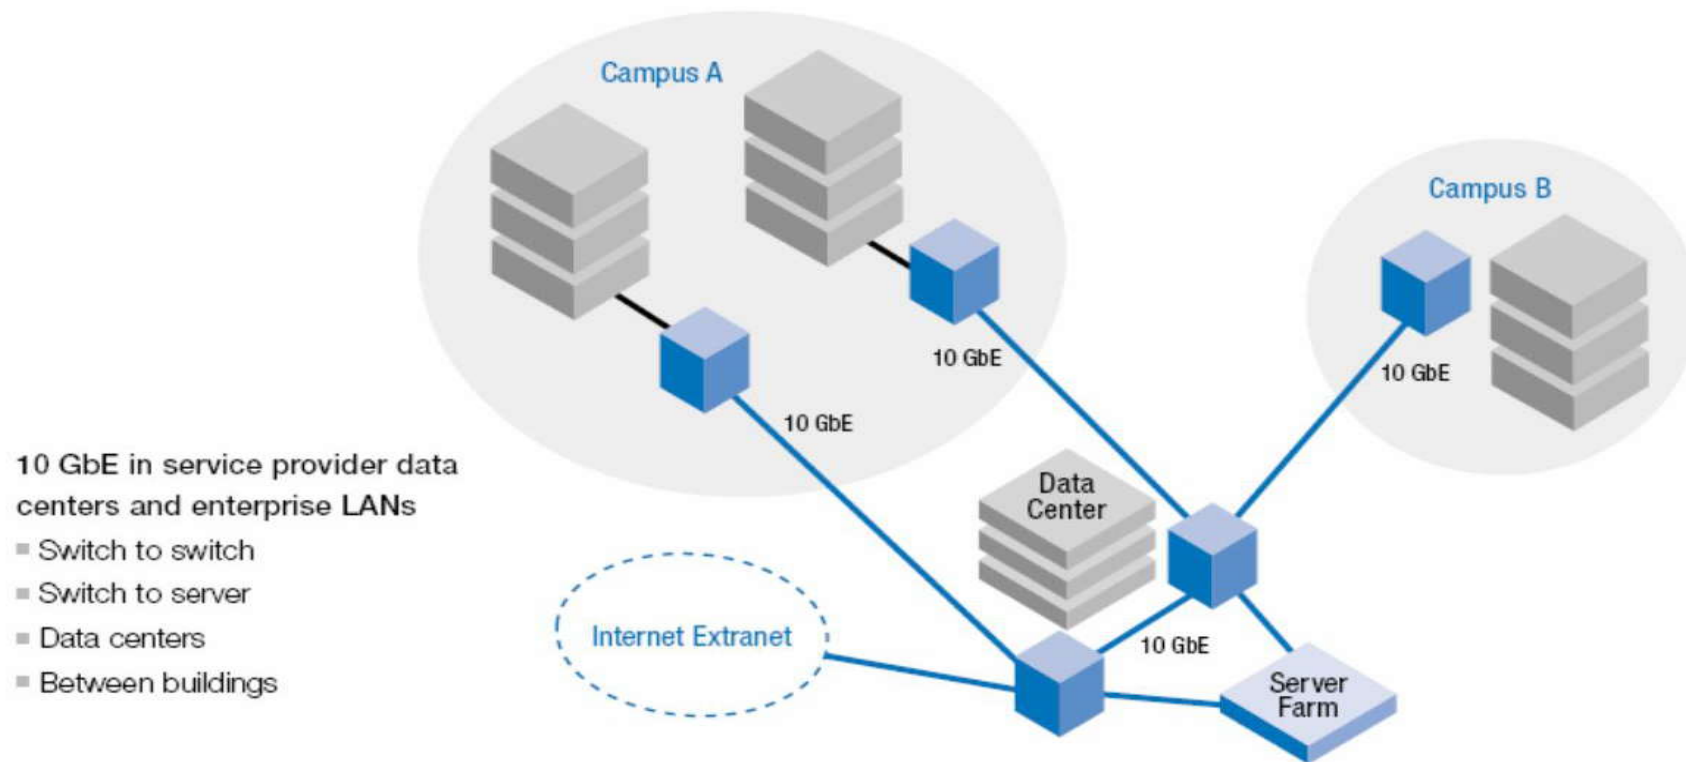 Campus A
Campus B
10 GbE
10 GbE
10 GbE
10 GbE in service provider data
centers and enterprise LANs
Switch to switch
Switch to server
Data centers
Between buildings
Data
Center
Internet Extranet
10 GbE
Server
Farm